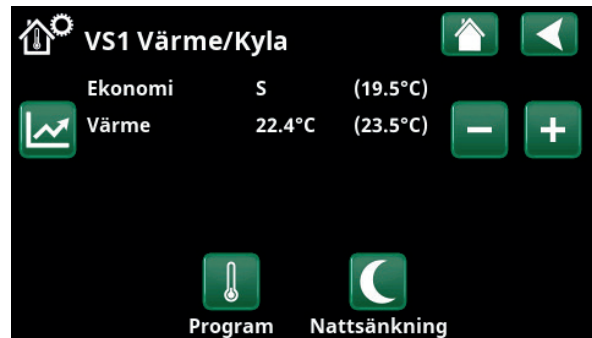 VS1 Värme/Kyla
Ekonomi S (19.5°C)
Värme 22.4°C (23.5°C)
Program Nattsänkning